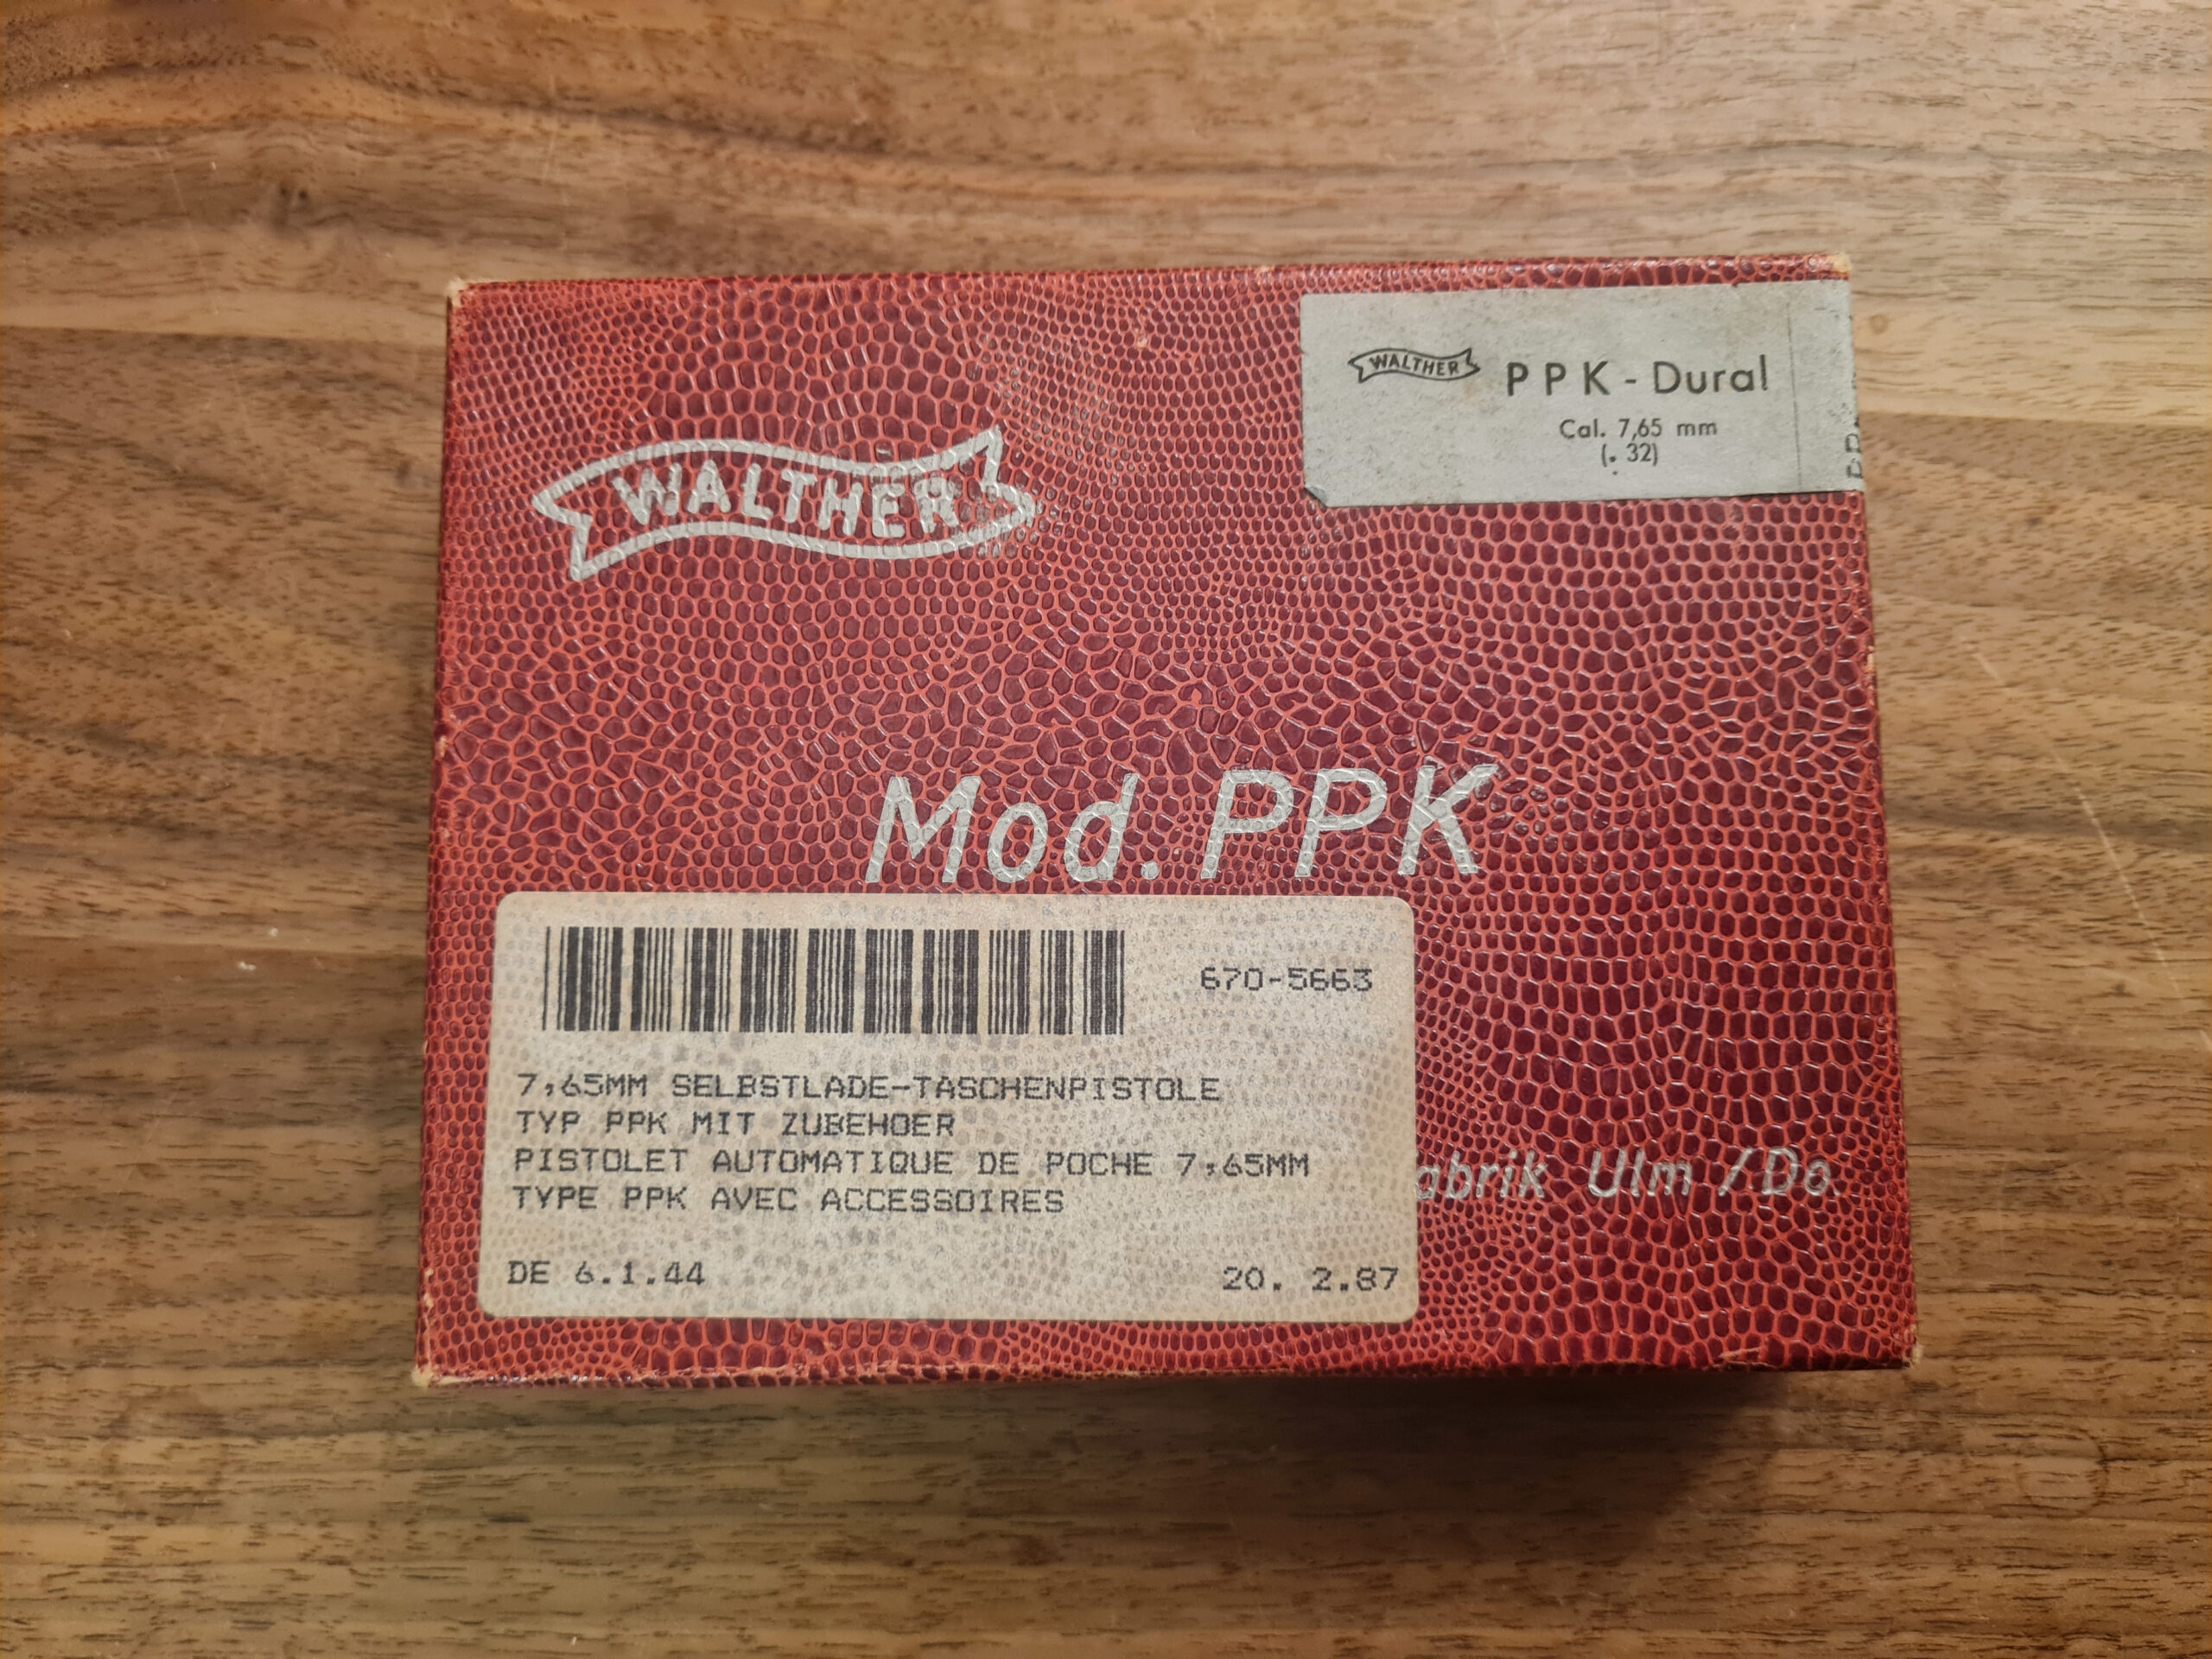 WALTHER
WALTHER PPK - Dural
Cal. 7,65 mm
(. 32)
Mod. PPK
670-5663
7,65MM SELBSTLADE-TASCHENPISTOLE
TYP PPK MIT ZUBEHOER
PISTOLET AUTOMATIQUE DE POCHE 7,65MM
TYPE PPK AVEC ACCESSOIRES
DE 6.1.44 20. 2.87
abrik Ulm / Do.